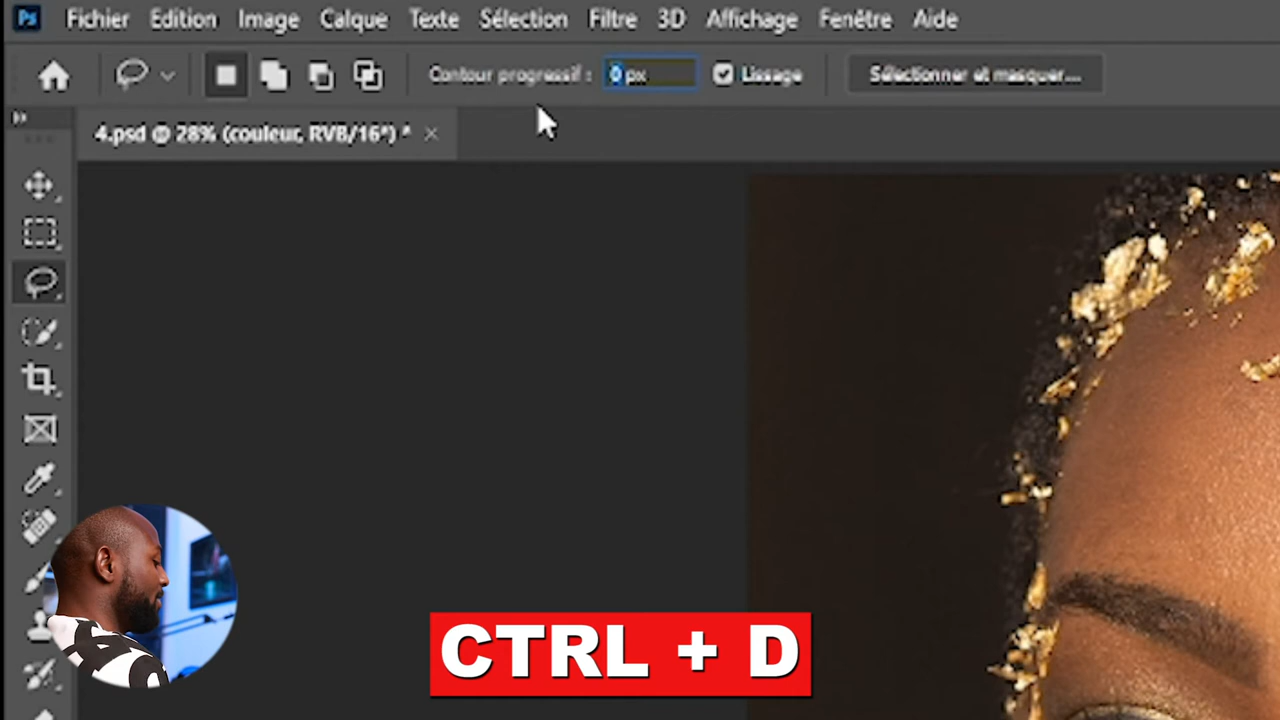 Ps Fichier Edition Image Calque Texte Sélection Filtre 3D Affichage Fenêtre Aide
Contour progressif : 0 px Lissage Sélectionner et masquer...
4.psd @ 28% (couleur, RVB/16*) * ×
CTRL + D